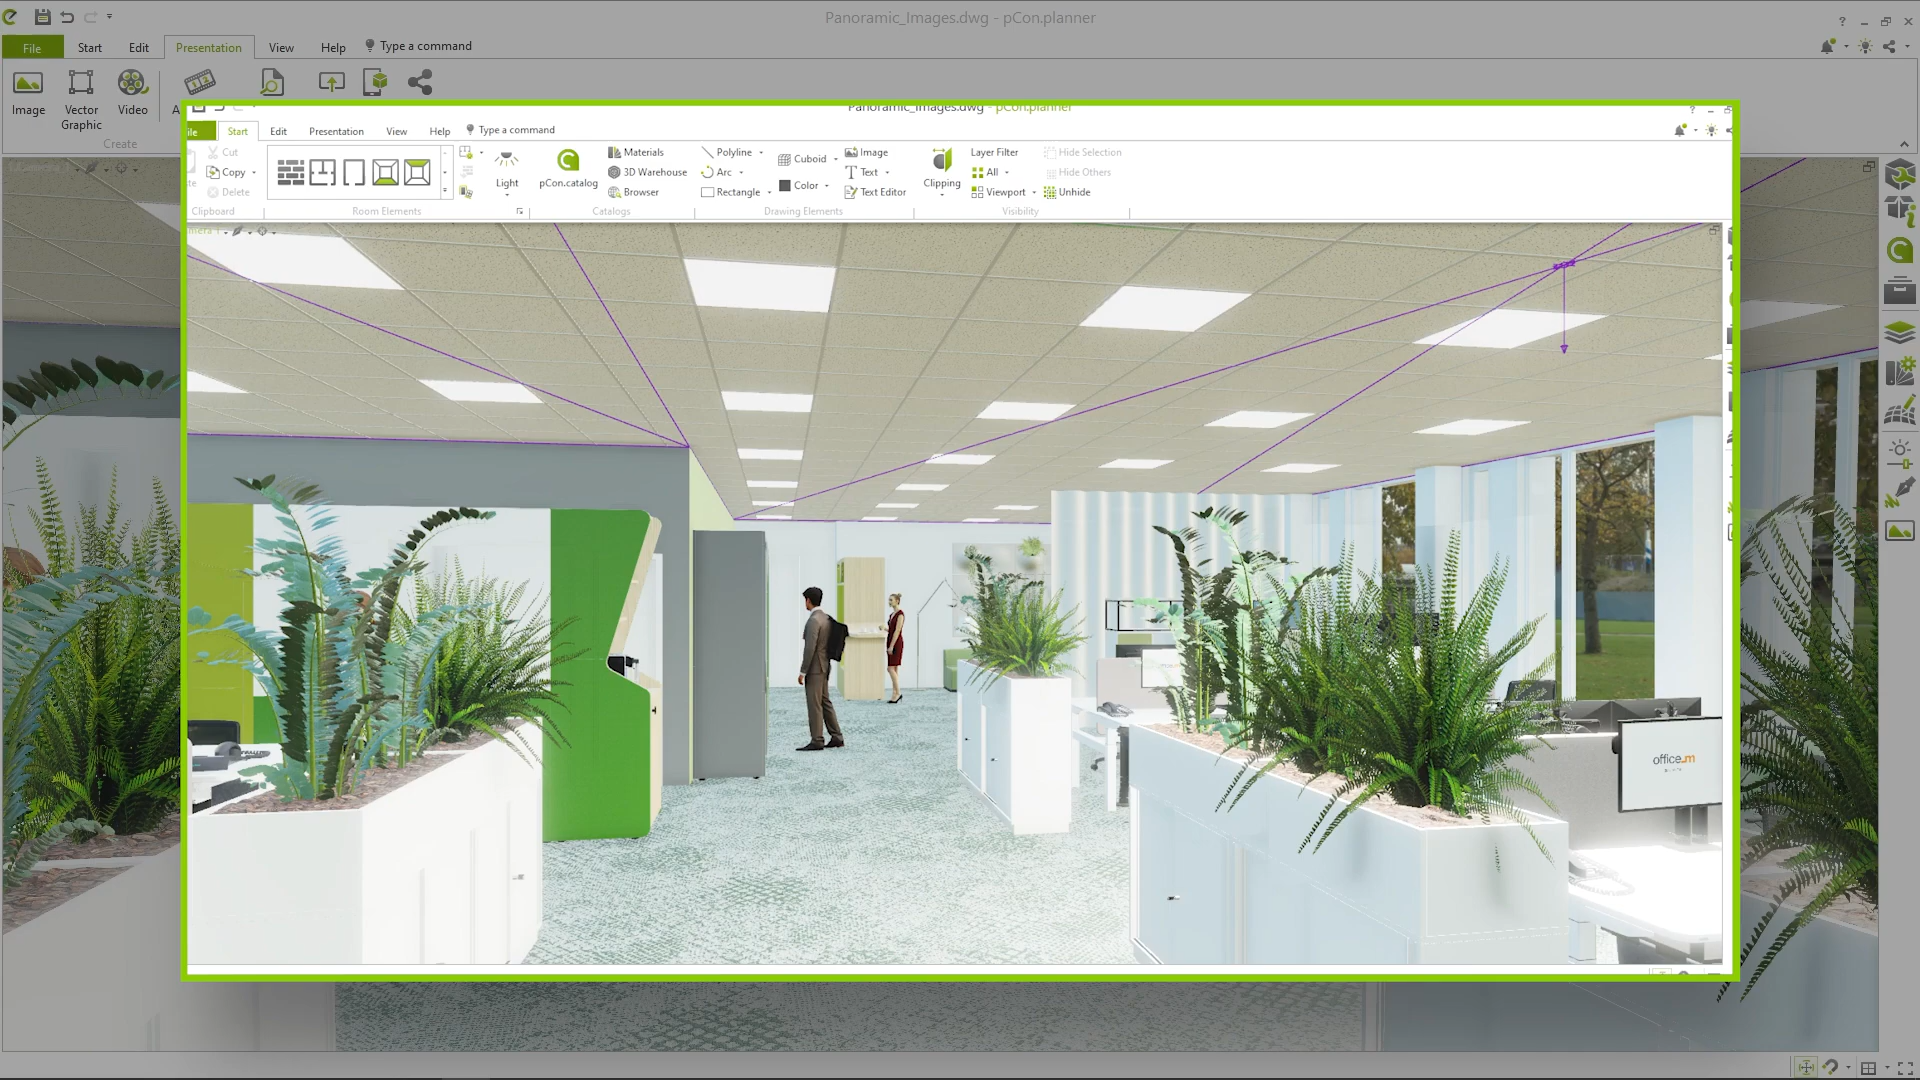 Panoramic_Images.dwg - pCon.planner
File Start Edit Presentation View Help Type a command
Image
Vector Graphic
Video
Create
Panoramic_Images.dwg - pCon.planner
Start Edit Presentation View Help Type a command
Cut
Copy
Delete
Clipboard
Room Elements
Light
pCon.catalog
Materials
3D Warehouse
Browser
Catalogs
Polyline
Arc
Rectangle
Cuboid
Color
Image
Text
Text Editor
Drawing Elements
Clipping
Layer Filter
All
Viewport
Hide Selection
Hide Others
Unhide
Visibility
office.m